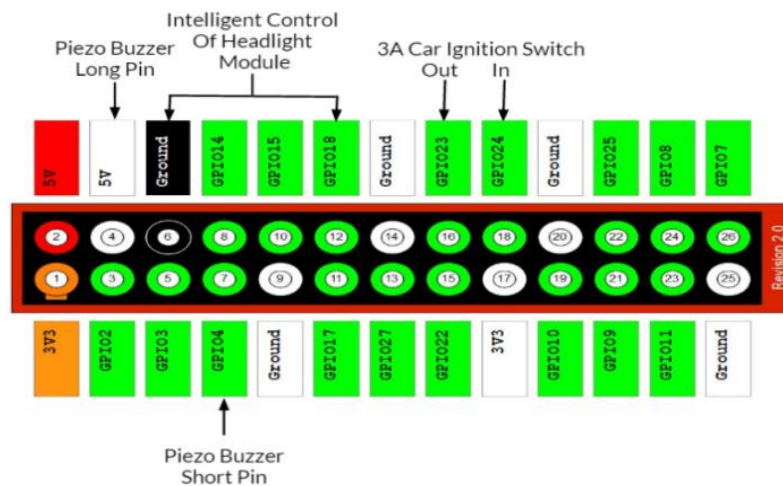 Intelligent Control
Of Headlight
Module
Piezo Buzzer
Long Pin
3A Car Ignition Switch
Out In
5V 5V Ground GPIO14 GPIO15 GPIO18 Ground GPIO23 GPIO24 Ground GPIO25 GPIO8 GPIO7
2 4 6 8 10 12 14 16 18 20 22 24 26
1 3 5 7 9 11 13 15 17 19 21 23 25
Revision 2.0
3V3 GPIO2 GPIO3 GPIO4 Ground GPIO17 GPIO27 GPIO22 3V3 GPIO10 GPIO9 GPIO11 Ground
Piezo Buzzer
Short Pin